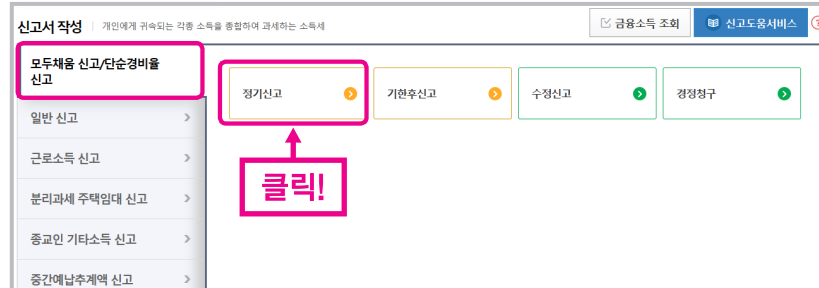 신고서 작성 개인에게 귀속되는 각종 소득을 종합하여 과세하는 소득세 금융소득 조회 신고도움서비스 ?
모두채움 신고/단순경비율
신고
정기신고 기한후신고 수정신고 경정청구
일반 신고
근로소득 신고
클릭!
분리과세 주택임대 신고
종교인 기타소득 신고
중간예납추계액 신고